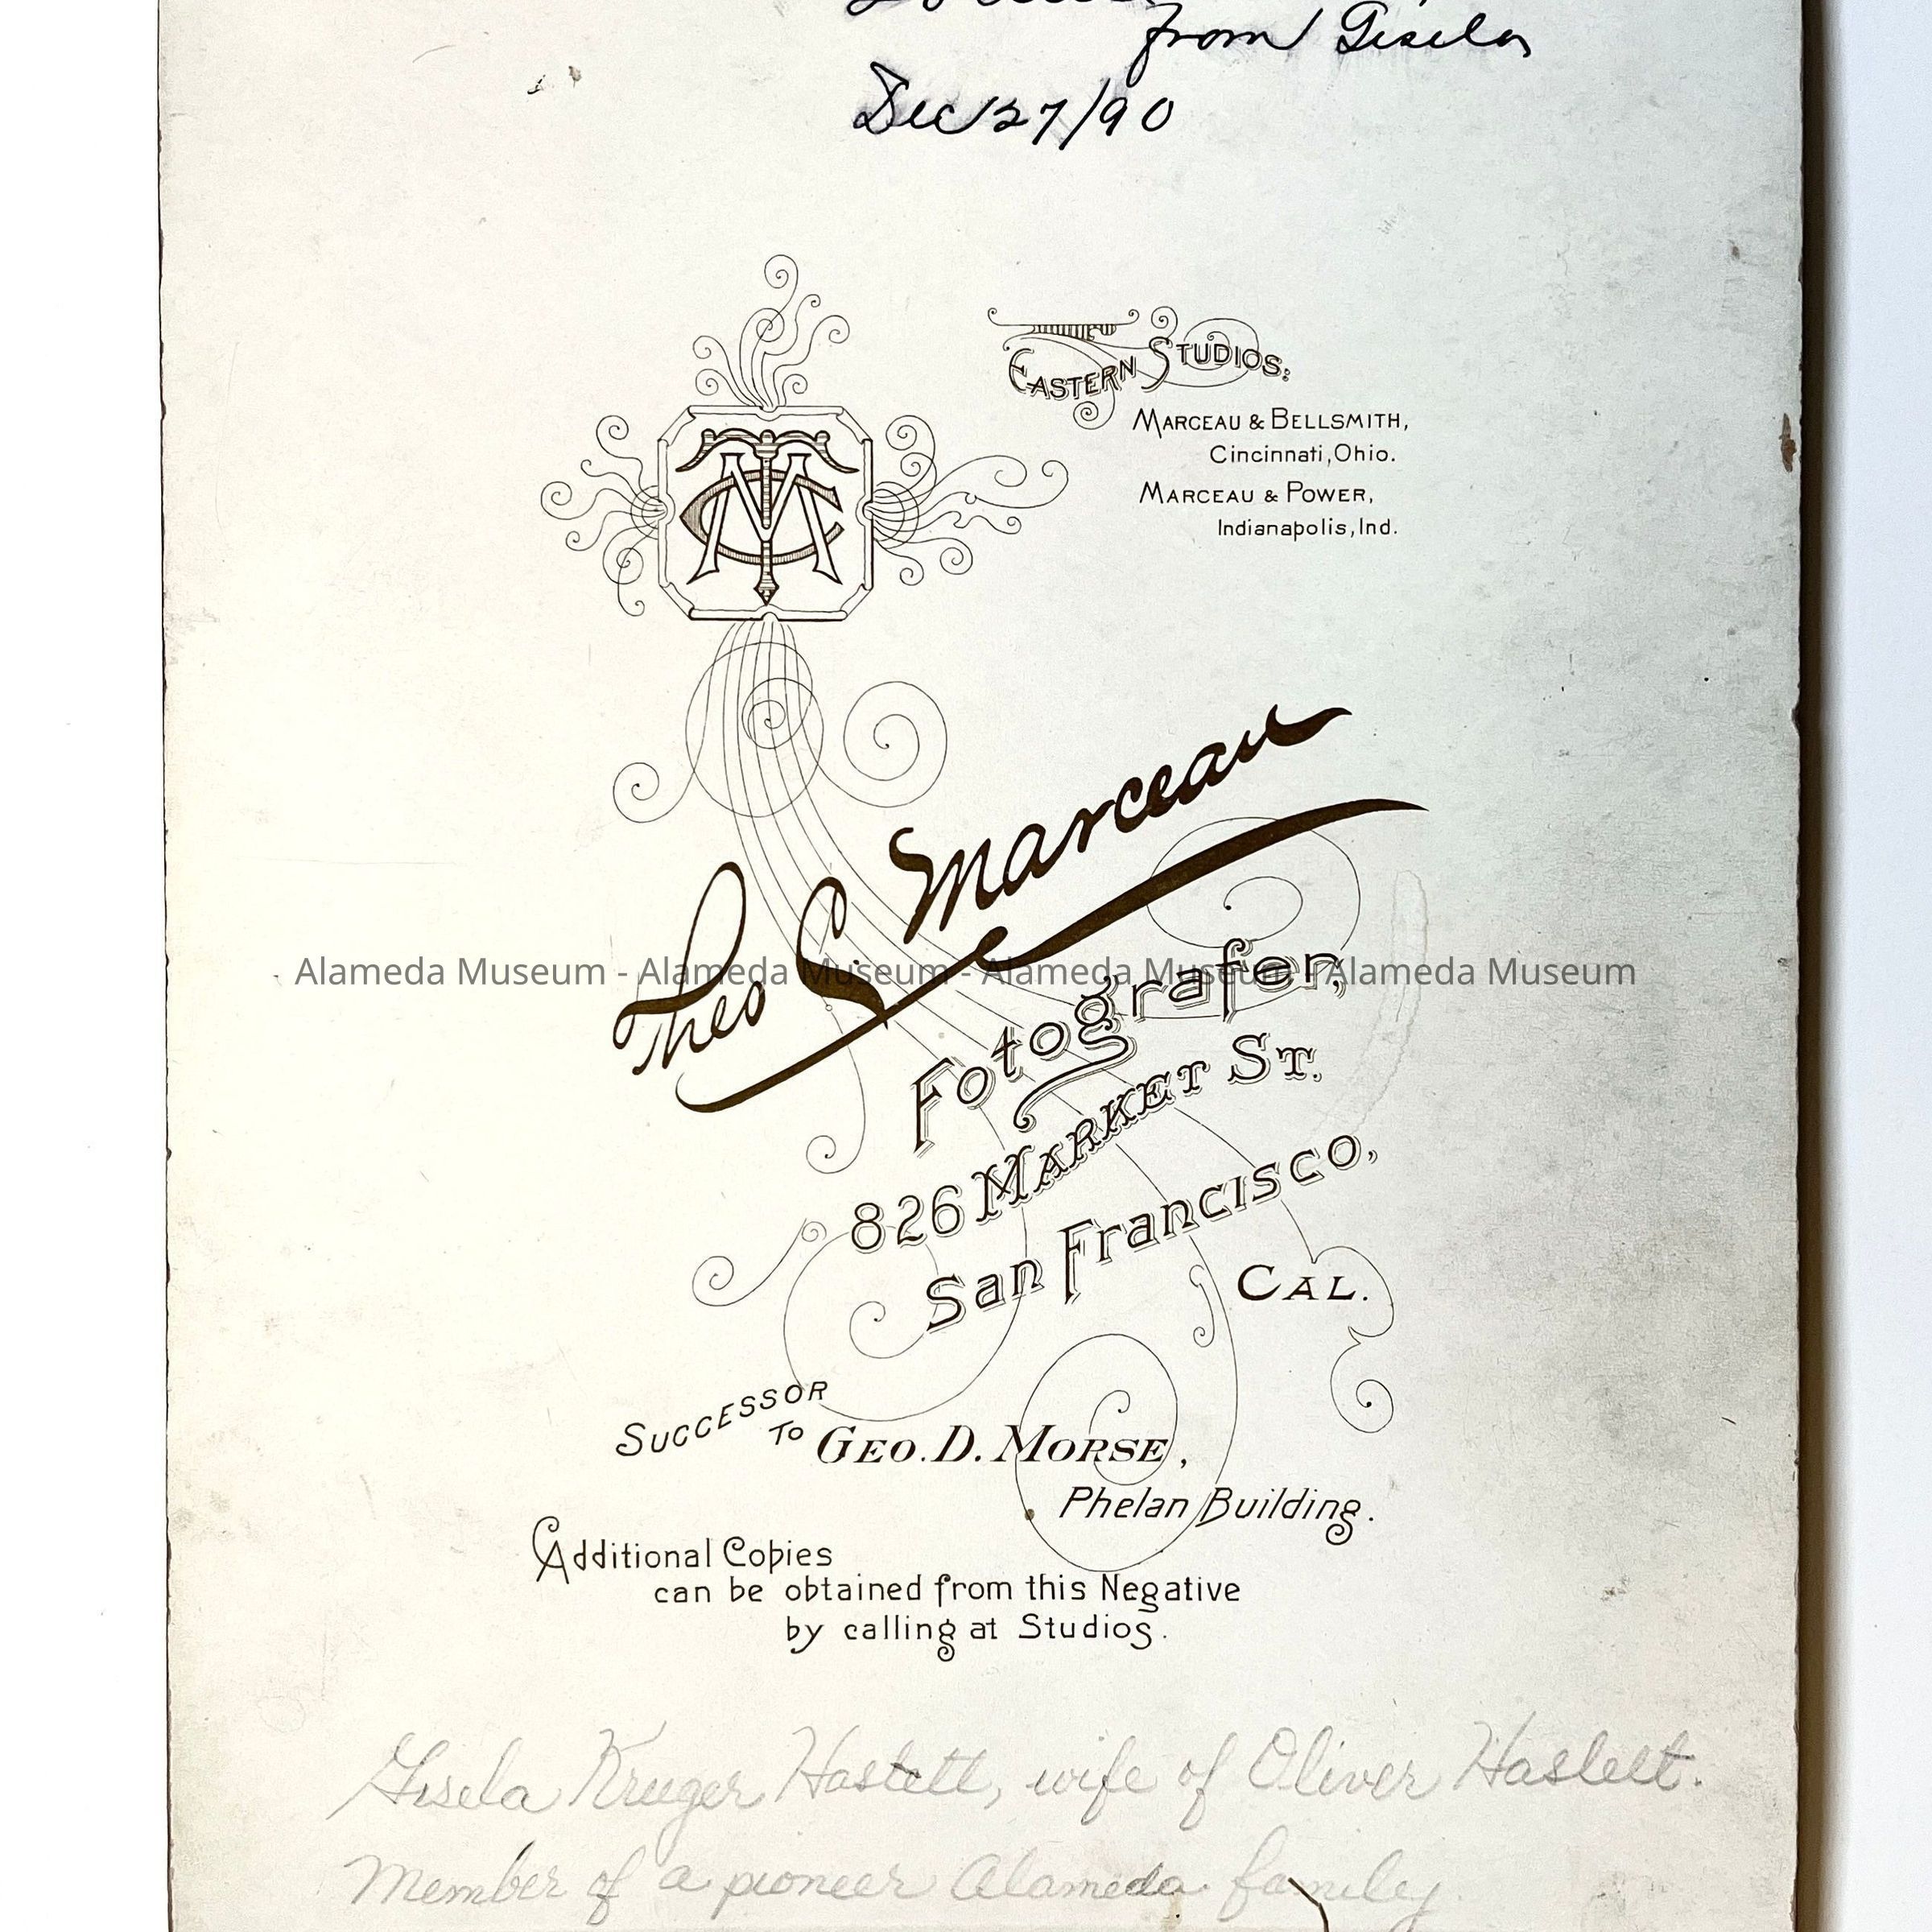 from Gisela
Dec 27/90
EASTERN STUDIOS:
MARCEAU & BELLSMITH,
Cincinnati, Ohio.
MARCEAU & POWER,
Indianapolis, Ind.
TCM
Theo C. Marceau
Alameda Museum - Alameda Museum - Alameda Museum - Alameda Museum
Fotografer,
826 MARKET ST.
San Francisco,
CAL.
SUCCESSOR
TO GEO. D. MORSE,
Phelan Building.
Additional Copies
can be obtained from this Negative
by calling at Studios.
Gisela Kruger Haslett, wife of Oliver Haslett.
Member of a pioneer Alameda family.